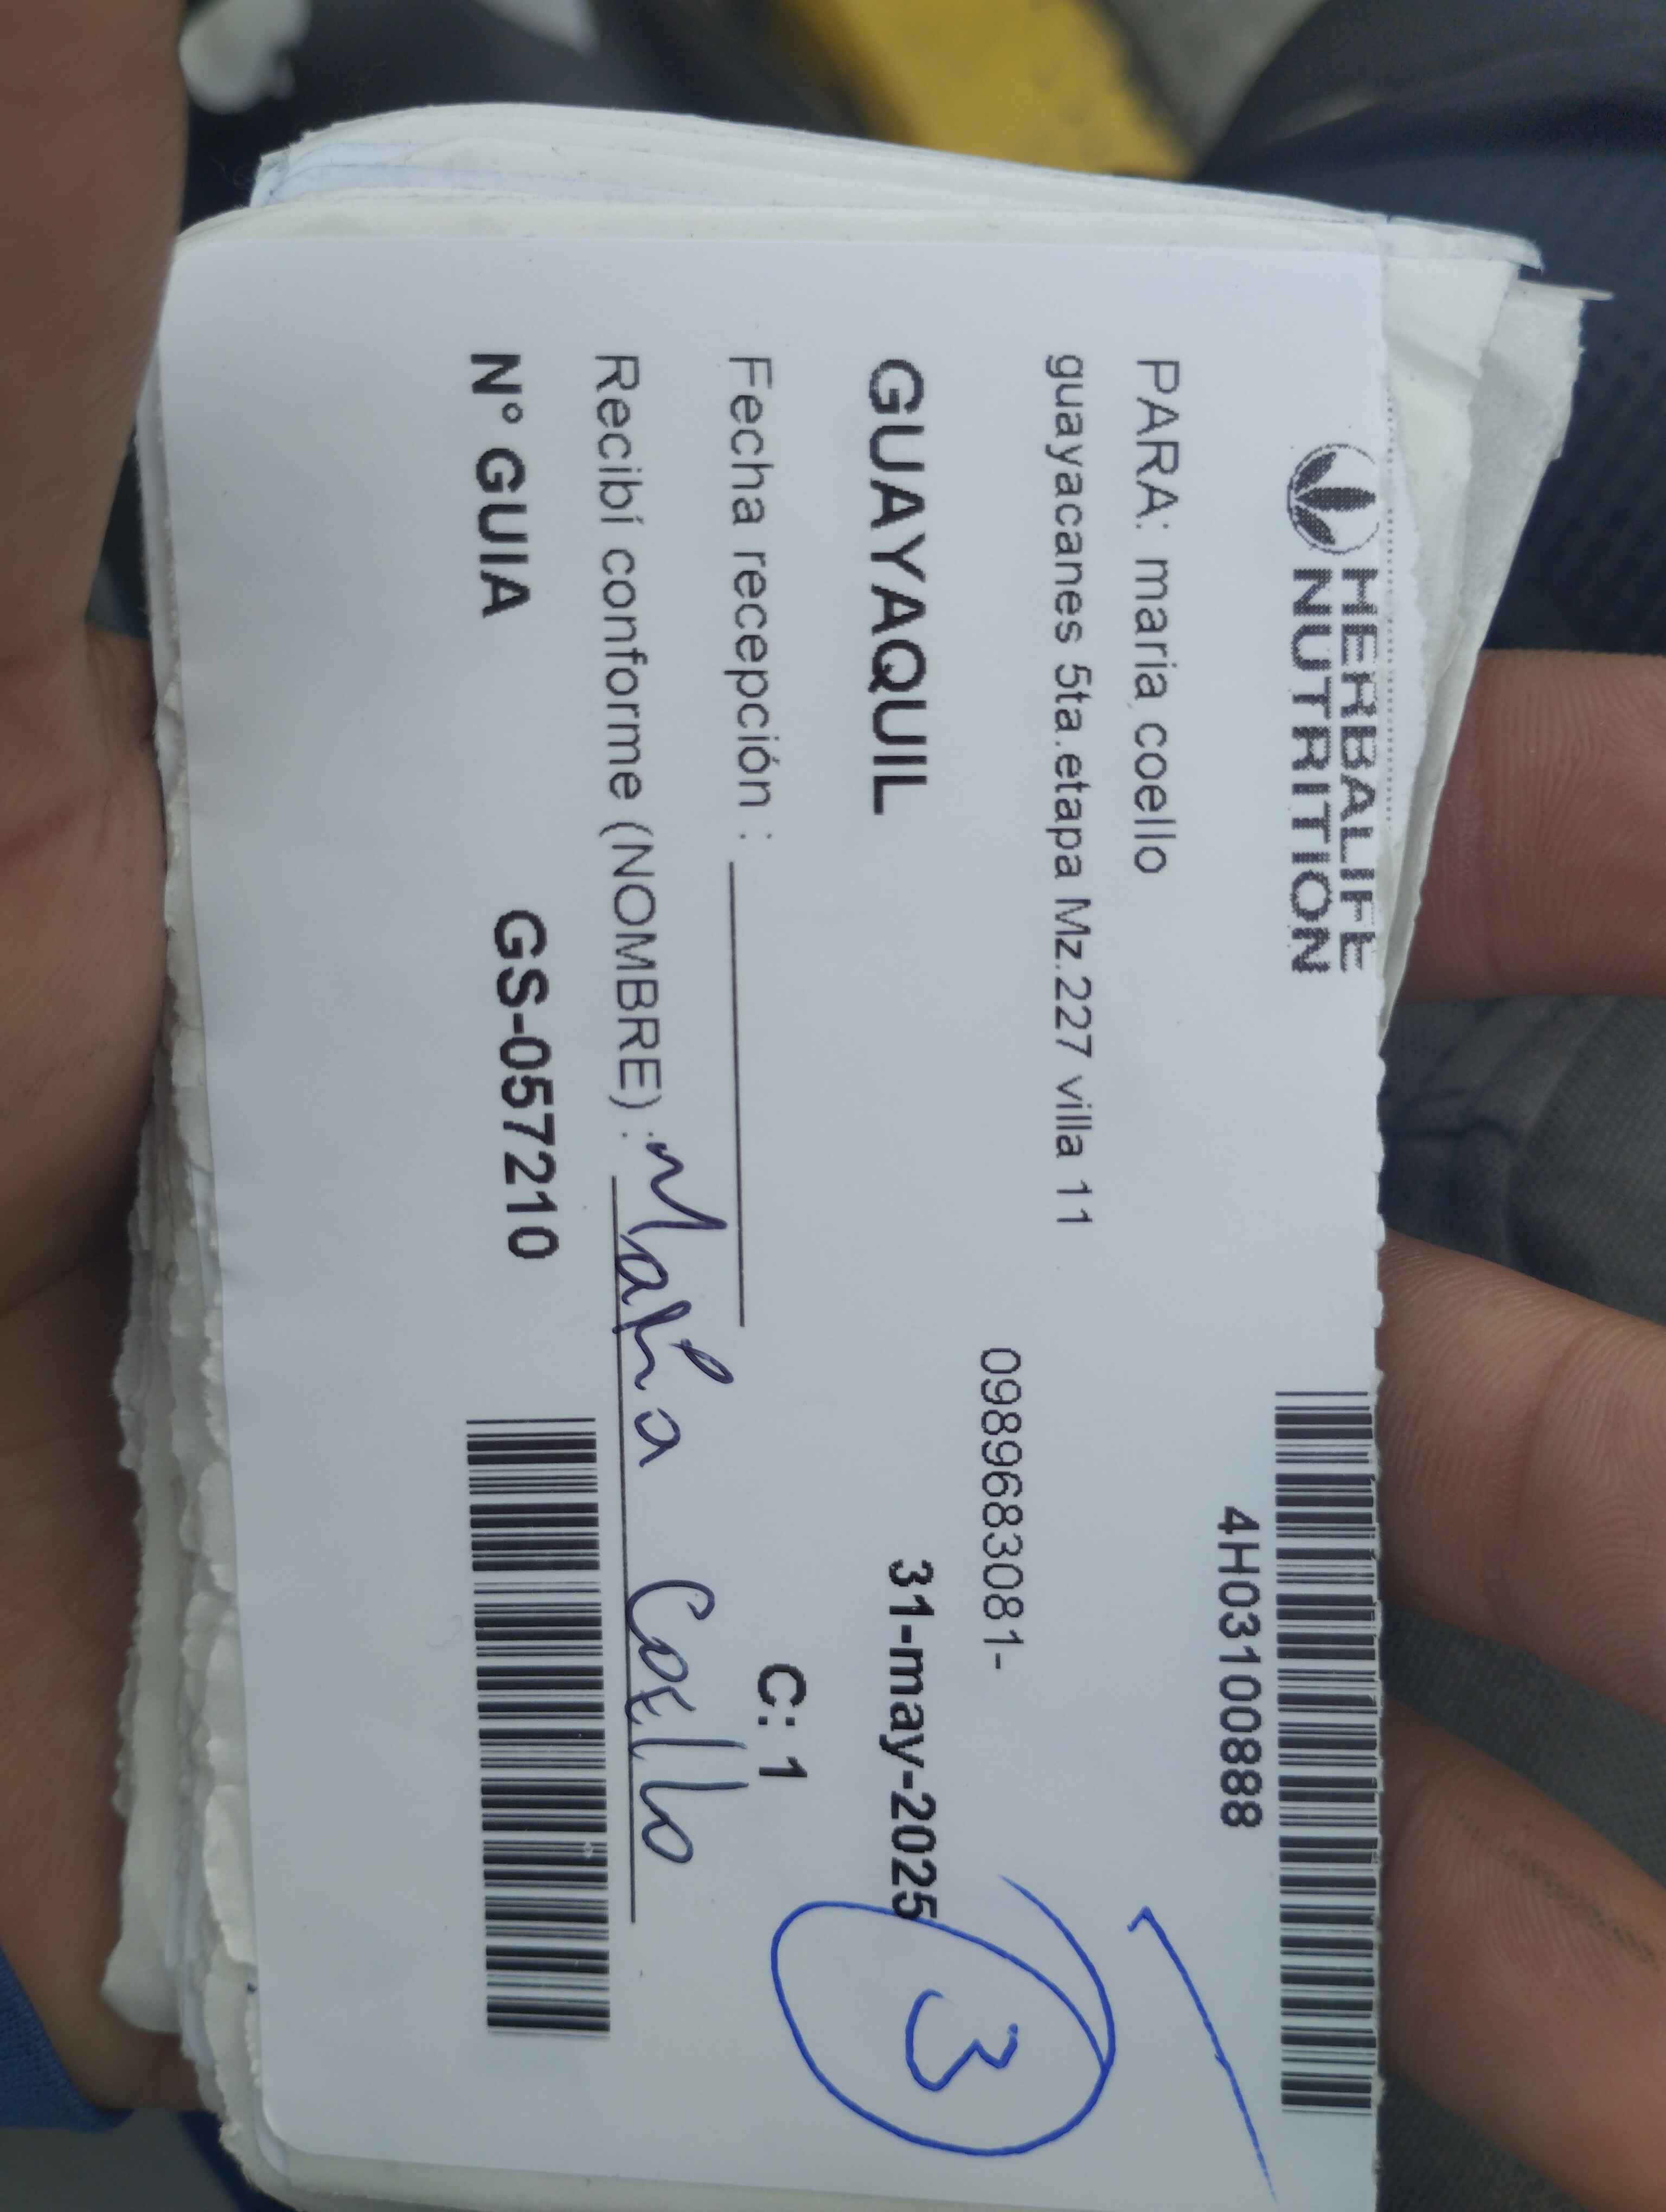 HERBALIFE
NUTRITION
4H03100888
PARA: maria coello
guayacanes 5ta.etapa Mz.227 villa 11
0989683081-
GUAYAQUIL 31-may-2025
3
Fecha recepción : C: 1
Recibí conforme (NOMBRE) : Maria Coello
N° GUIA GS-057210